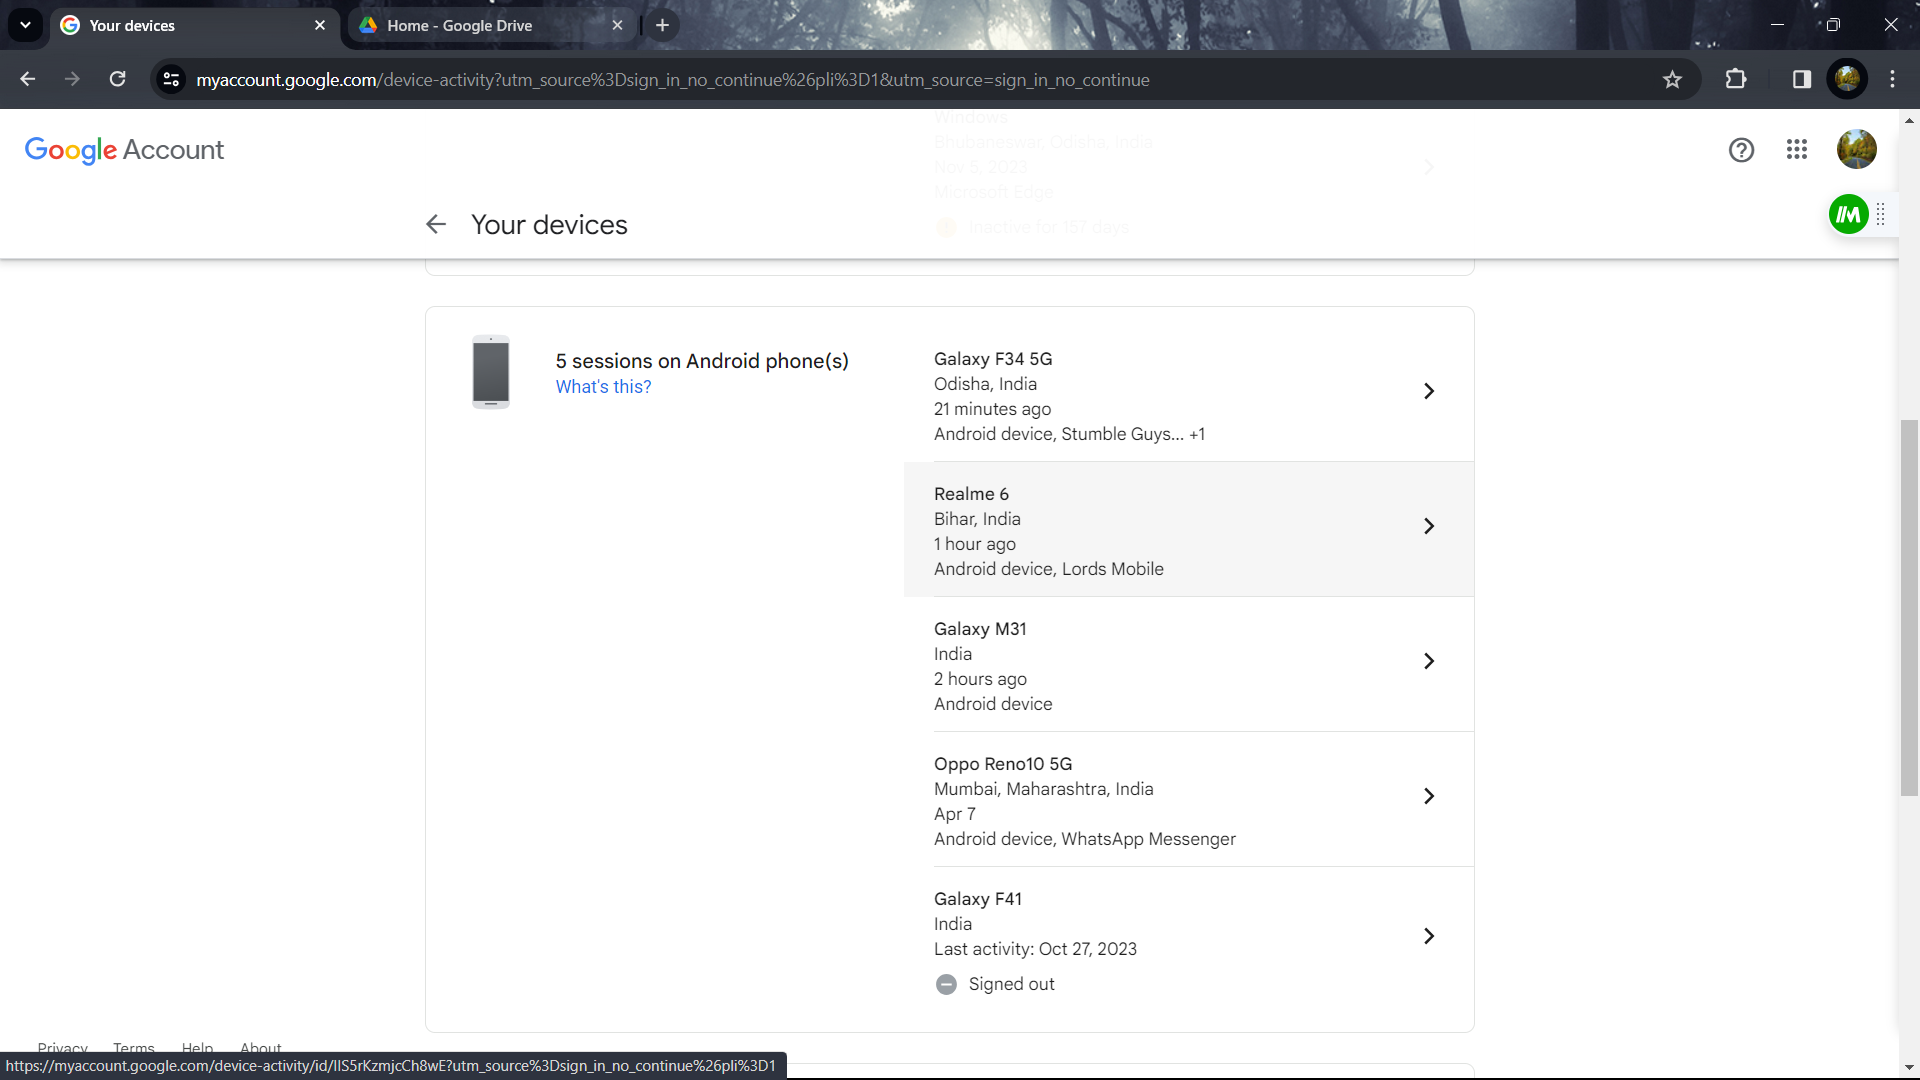 Your devices
Home - Google Drive
myaccount.google.com/device-activity?utm_source%3Dsign_in_no_continue%26pli%3D1&utm_source=sign_in_no_continue
Google Account
Windows
Bhubaneswar, Odisha, India
Nov 5, 2023
Microsoft Edge
Inactive for 157 days
Your devices
5 sessions on Android phone(s)
What's this?
Galaxy F34 5G
Odisha, India
21 minutes ago
Android device, Stumble Guys... +1
Realme 6
Bihar, India
1 hour ago
Android device, Lords Mobile
Galaxy M31
India
2 hours ago
Android device
Oppo Reno10 5G
Mumbai, Maharashtra, India
Apr 7
Android device, WhatsApp Messenger
Galaxy F41
India
Last activity: Oct 27, 2023
Signed out
Privacy Terms Help About
https://myaccount.google.com/device-activity/id/IIS5rKzmjcCh8wE?utm_source%3Dsign_in_no_continue%26pli%3D1